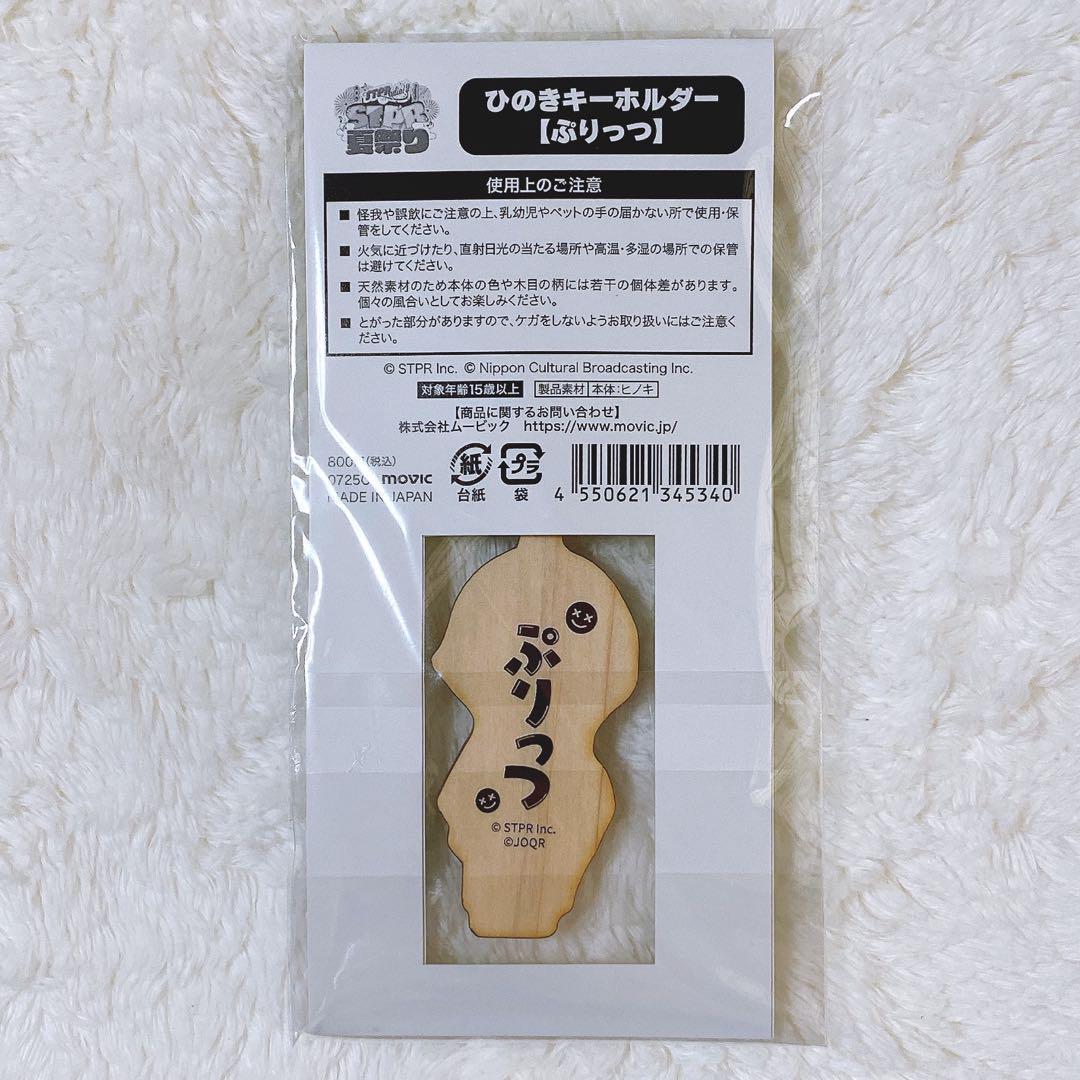 STPR
夏祭り
ひのきキーホルダー
【ぷりっつ】
使用上のご注意
■ 怪我や誤飲にご注意の上、乳幼児やペットの手の届かない所で使用・保
管をしてください。
■ 火気に近づけたり、直射日光の当たる場所や高温・多湿の場所での保管
は避けてください。
■ 天然素材のため本体の色や木目の柄には若干の個体差があります。
個々の風合いとしてお楽しみください。
■ とがった部分がありますので、ケガをしないようお取り扱いにはご注意く
ださい。
© STPR Inc. © Nippon Cultural Broadcasting Inc.
対象年齢15歳以上 製品素材 本体:ヒノキ
【商品に関するお問い合わせ】
株式会社ムービック https://www.movic.jp/
800円(税込)
0725 movic
MADE IN JAPAN
紙
台紙
プラ
袋
4 550621 345340
ぷりっつ
© STPR Inc.
©JOQR